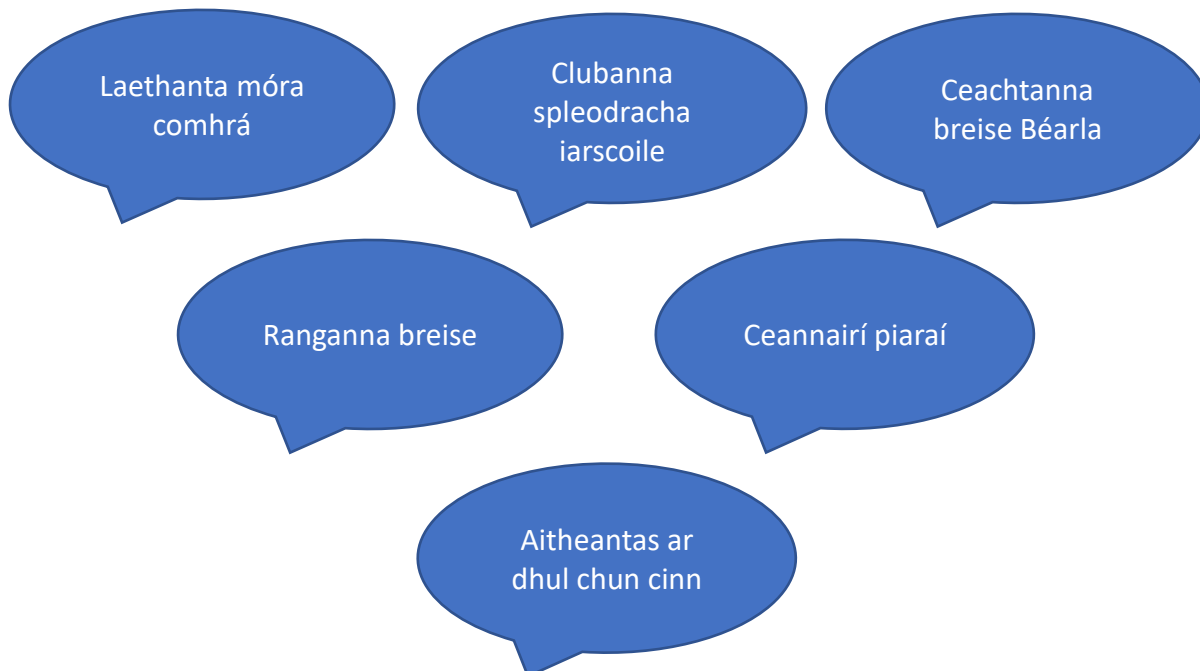 Laethanta móra
comhrá
Clubanna
spleodracha
iarscoile
Ceachtanna
breise Béarla
Ranganna breise
Ceannairí piaraí
Aitheantas ar
dhul chun cinn